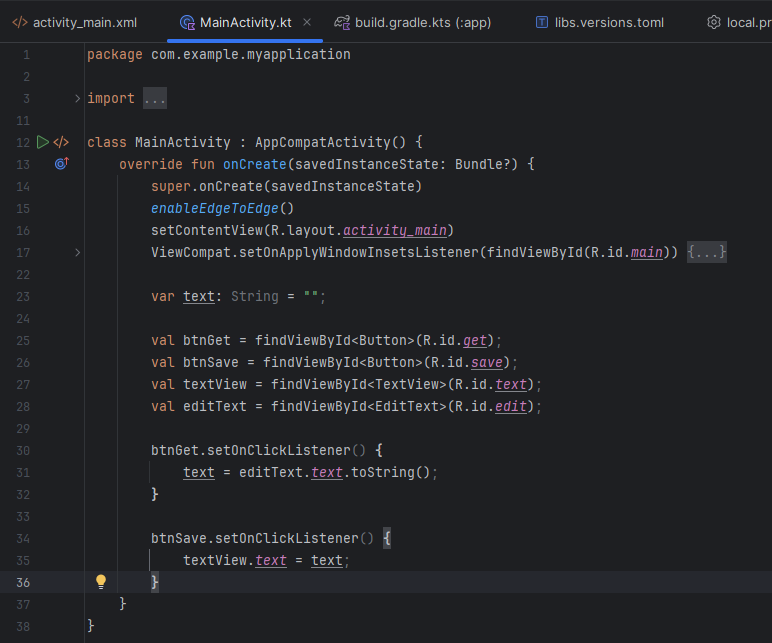 activity_main.xml MainActivity.kt build.gradle.kts (:app) libs.versions.toml local.pr
1 package com.example.myapplication
2
3 import ...
11
12 class MainActivity : AppCompatActivity() {
13 override fun onCreate(savedInstanceState: Bundle?) {
14 super.onCreate(savedInstanceState)
15 enableEdgeToEdge()
16 setContentView(R.layout.activity_main)
17 ViewCompat.setOnApplyWindowInsetsListener(findViewById(R.id.main)) {...}
22
23 var text: String = "";
24
25 val btnGet = findViewById<Button>(R.id.get);
26 val btnSave = findViewById<Button>(R.id.save);
27 val textView = findViewById<TextView>(R.id.text);
28 val editText = findViewById<EditText>(R.id.edit);
29
30 btnGet.setOnClickListener() {
31 text = editText.text.toString();
32 }
33
34 btnSave.setOnClickListener() {
35 textView.text = text;
36 }
37 }
38 }